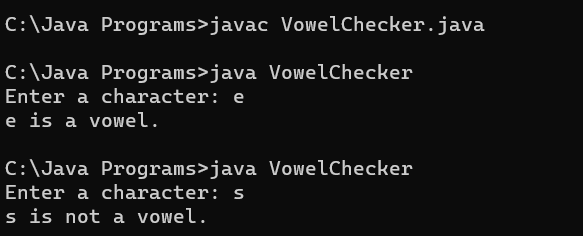 C:\Java Programs>javac VowelChecker.java
C:\Java Programs>java VowelChecker
Enter a character: e
e is a vowel.
C:\Java Programs>java VowelChecker
Enter a character: s
s is not a vowel.